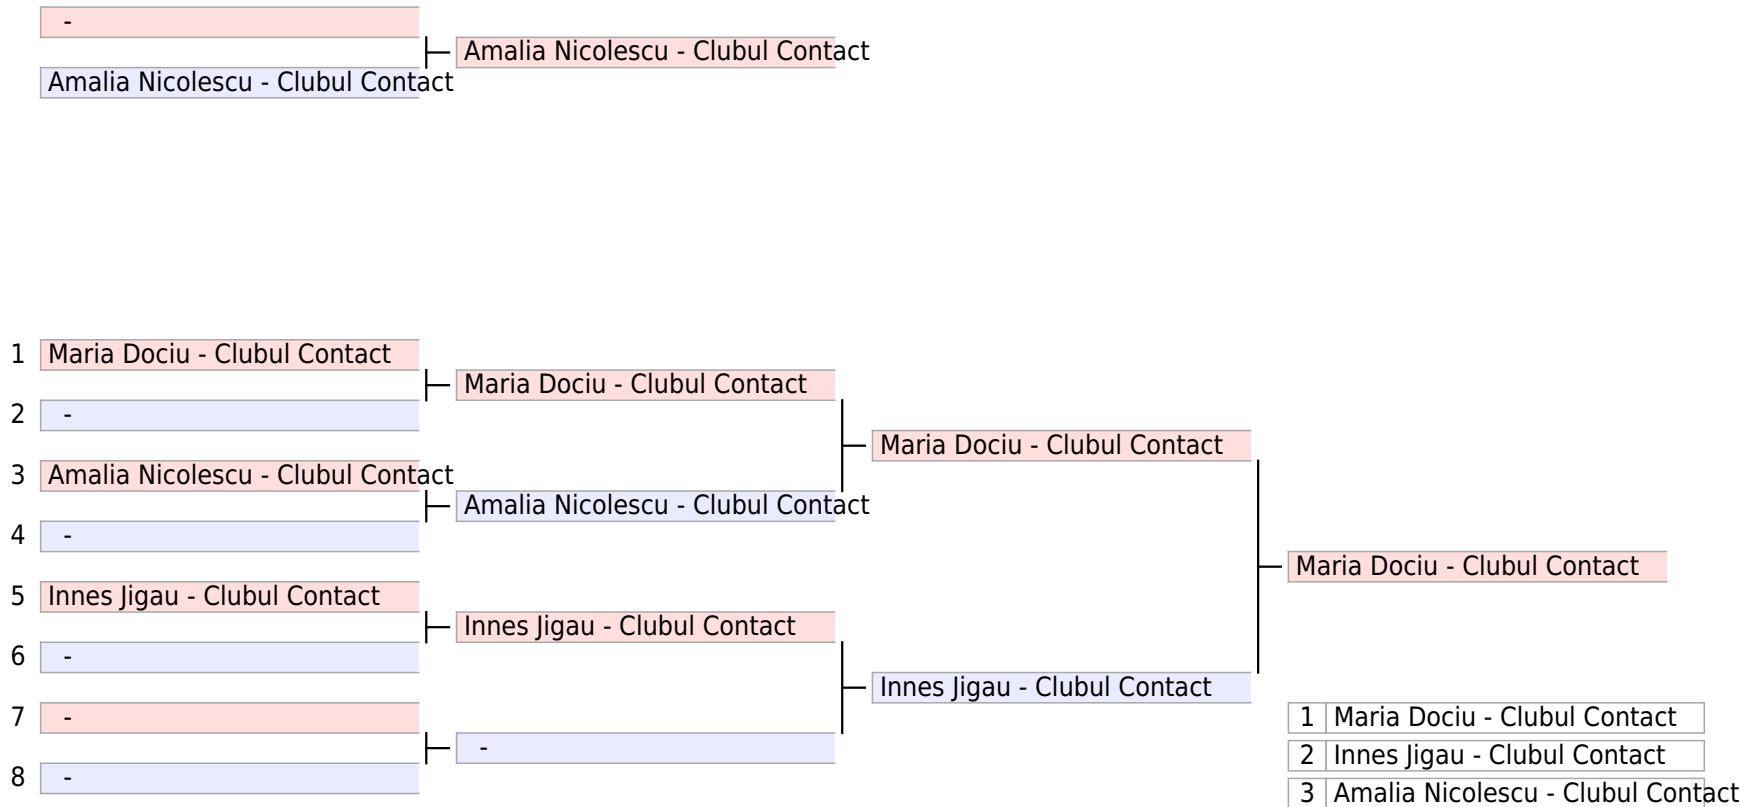 -
Amalia Nicolescu - Clubul Contact
Amalia Nicolescu - Clubul Contact
1 Maria Dociu - Clubul Contact
Maria Dociu - Clubul Contact
2 -
Maria Dociu - Clubul Contact
3 Amalia Nicolescu - Clubul Contact
Amalia Nicolescu - Clubul Contact
4 -
Maria Dociu - Clubul Contact
5 Innes Jigau - Clubul Contact
Innes Jigau - Clubul Contact
6 -
Innes Jigau - Clubul Contact
7 -
1 Maria Dociu - Clubul Contact
-
2 Innes Jigau - Clubul Contact
8 -
3 Amalia Nicolescu - Clubul Contact